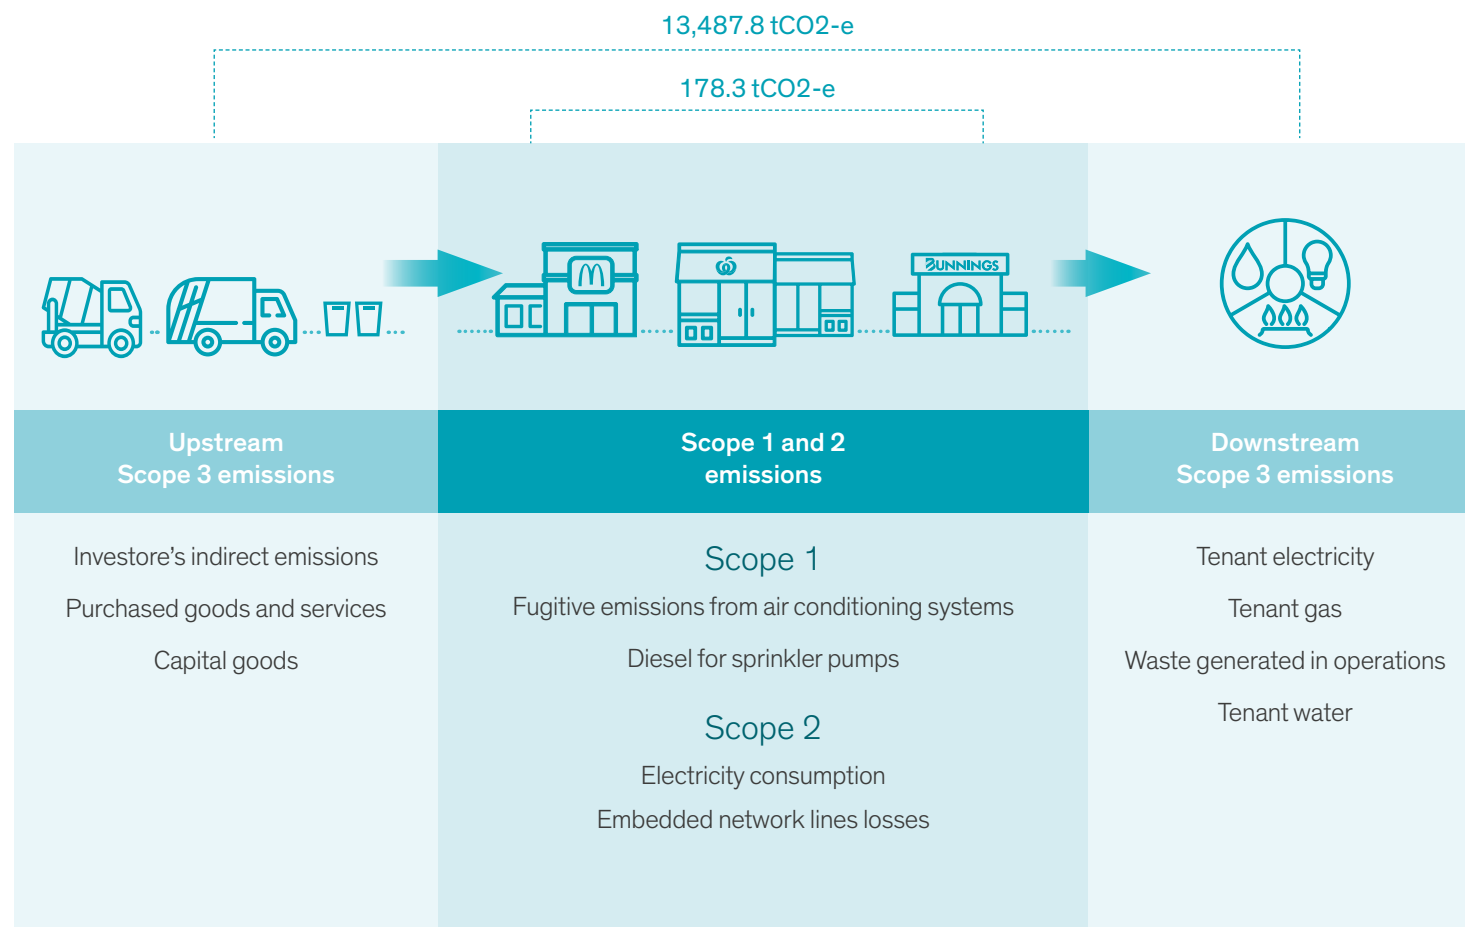 13,487.8 tCO2-e
178.3 tCO2-e
BUNNINGS
Upstream
Scope 3 emissions
Investore's indirect emissions
Purchased goods and services
Capital goods
Scope 1 and 2
emissions
Scope 1
Fugitive emissions from air conditioning systems
Diesel for sprinkler pumps
Scope 2
Electricity consumption
Embedded network lines losses
Downstream
Scope 3 emissions
Tenant electricity
Tenant gas
Waste generated in operations
Tenant water